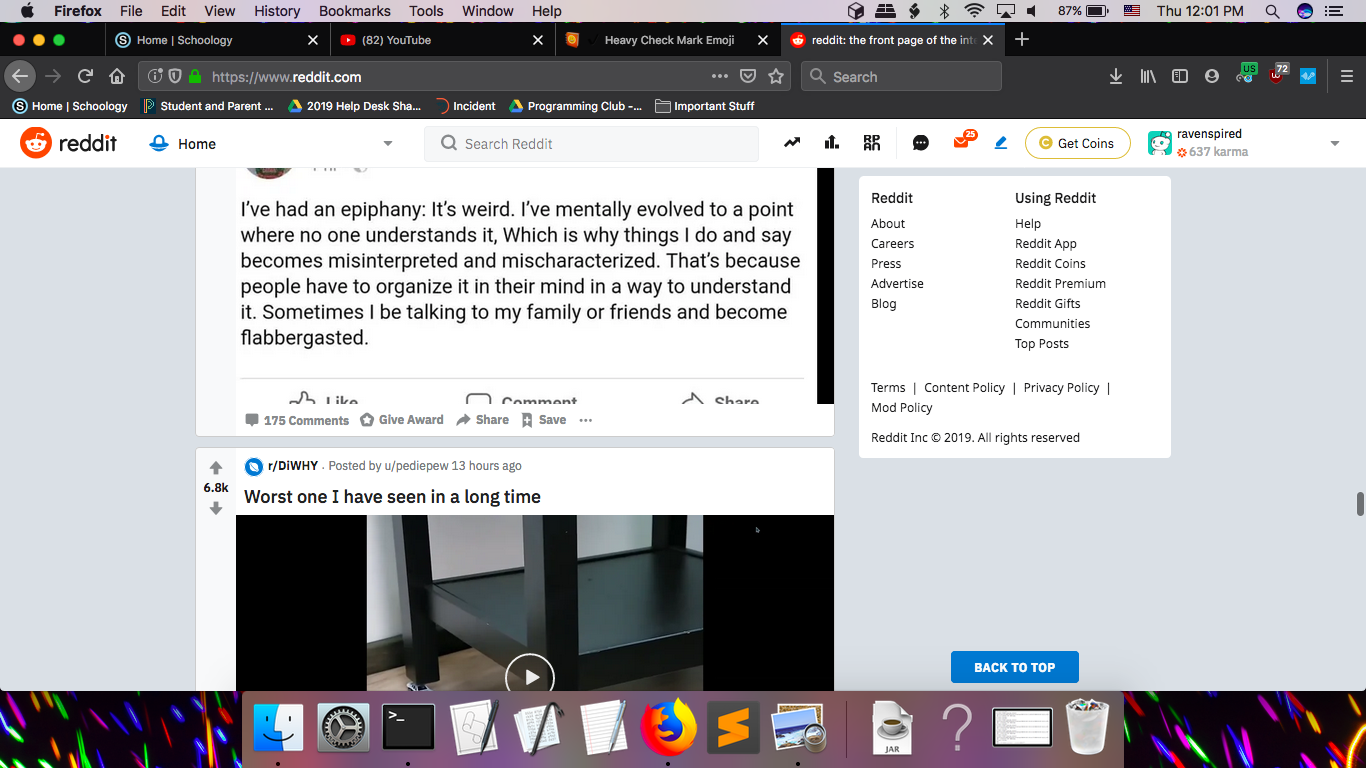 Firefox File Edit View History Bookmarks Tools Window Help 87% Thu 12:01 PM
Home | Schoology (82) YouTube Heavy Check Mark Emoji reddit: the front page of the inte
https://www.reddit.com Search US 72
Home | Schoology Student and Parent ... 2019 Help Desk Sha... Incident Programming Club -... Important Stuff
reddit Home Search Reddit 25 Get Coins ravenspired
637 karma
I've had an epiphany: It's weird. I've mentally evolved to a point
where no one understands it, Which is why things I do and say
becomes misinterpreted and mischaracterized. That's because
people have to organize it in their mind in a way to understand
it. Sometimes I be talking to my family or friends and become
flabbergasted.
Like Comment Share
175 Comments Give Award Share Save ...
r/DiWHY . Posted by u/pediepew 13 hours ago
6.8k
Worst one I have seen in a long time
Reddit Using Reddit
About Help
Careers Reddit App
Press Reddit Coins
Advertise Reddit Premium
Blog Reddit Gifts
Communities
Top Posts
Terms | Content Policy | Privacy Policy |
Mod Policy
Reddit Inc © 2019. All rights reserved
BACK TO TOP
>_
JAR